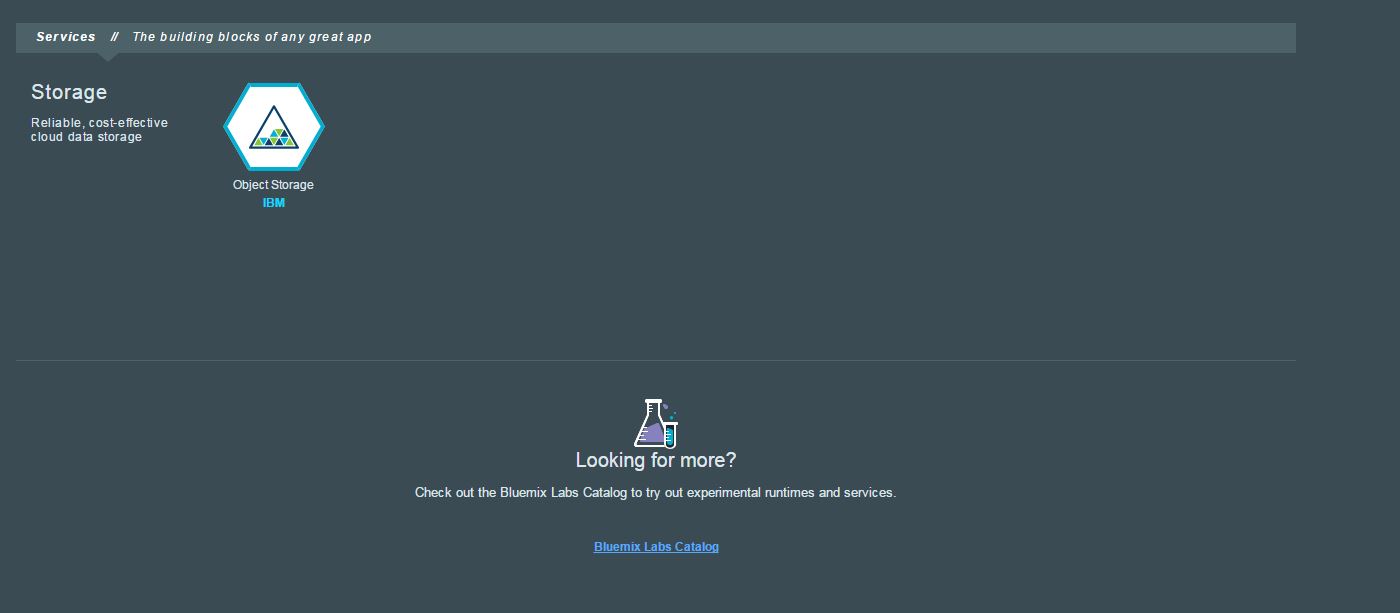 Services // The building blocks of any great app
Storage
Reliable, cost-effective
cloud data storage
Object Storage
IBM
Looking for more?
Check out the Bluemix Labs Catalog to try out experimental runtimes and services.
Bluemix Labs Catalog